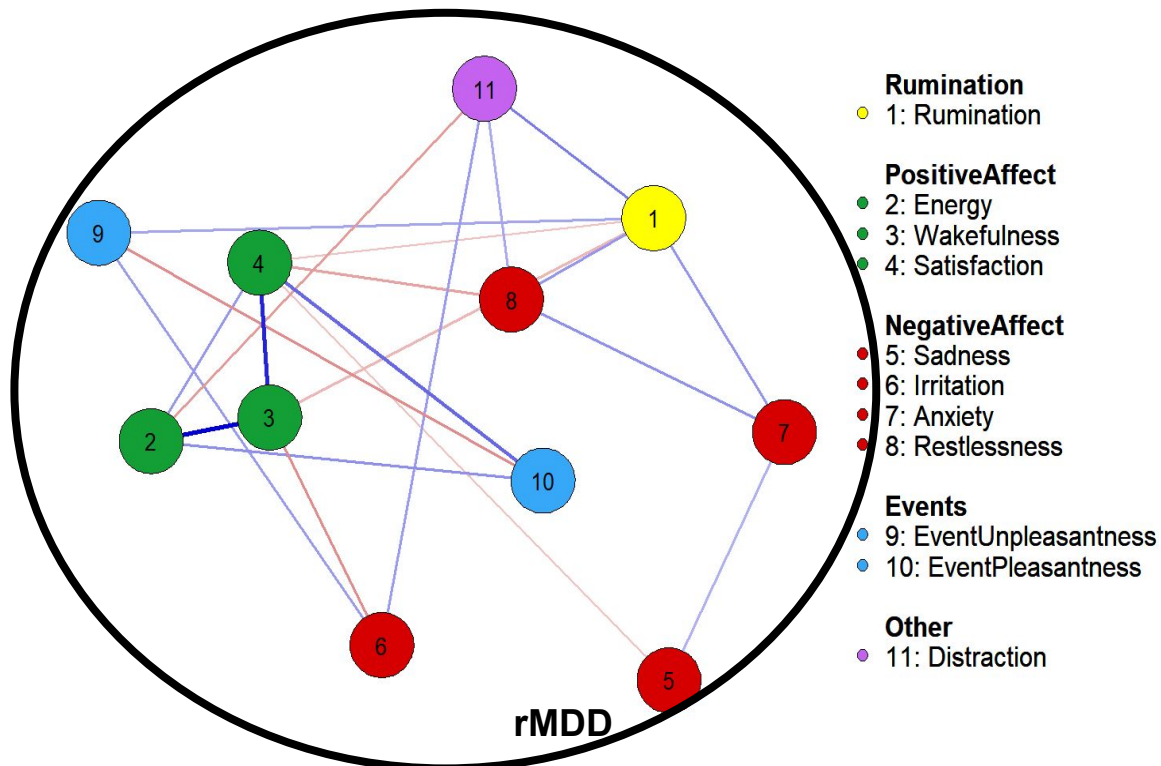 11
1
9
4
8
3
2
7
10
6
5
rMDD
Rumination
1: Rumination
PositiveAffect
2: Energy
3: Wakefulness
4: Satisfaction
NegativeAffect
5: Sadness
6: Irritation
7: Anxiety
8: Restlessness
Events
9: EventUnpleasantness
10: EventPleasantness
Other
11: Distraction